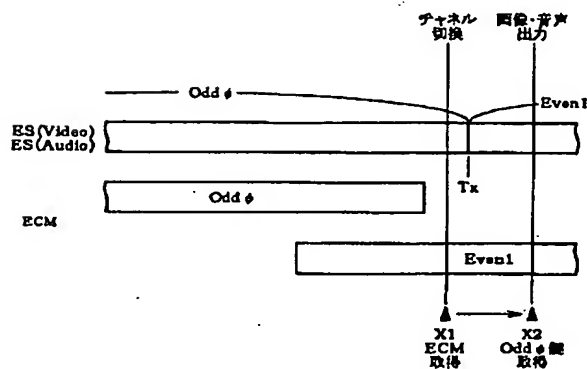 チャネル
切換
画像・音声
出力
Odd φ
Even1
ES(Video)
ES(Audio)
Tx
Odd φ
ECM
Even1
X1
ECM
取得
X2
Odd φ 鍵
取得